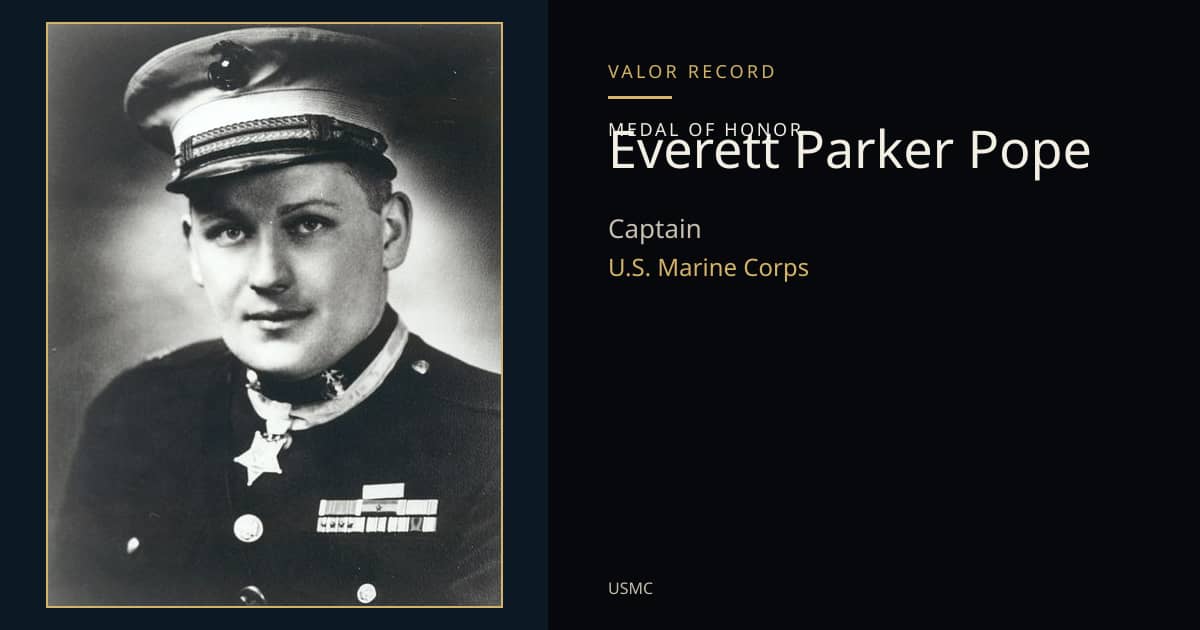 VALOR RECORD
MEDAL OF HONOR
Everett Parker Pope
Captain
U.S. Marine Corps
USMC